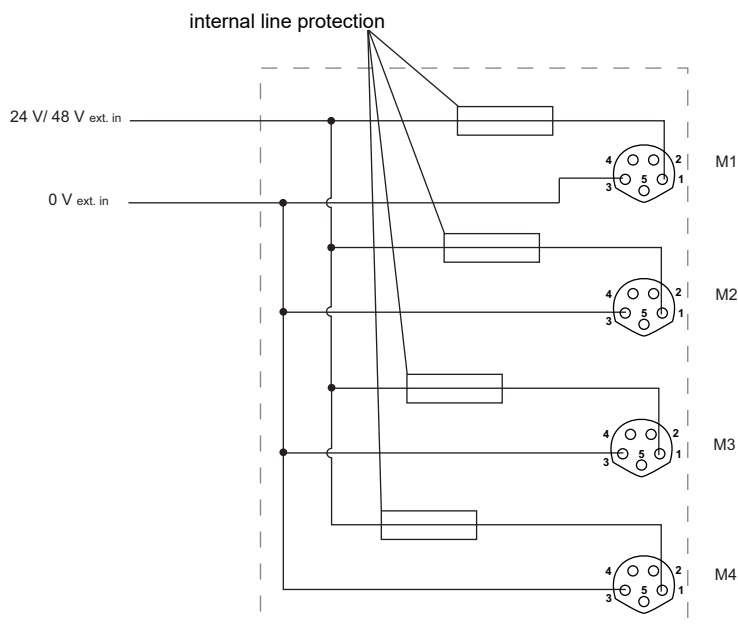 internal line protection
24 V/ 48 V ext. in
4 2
3 5 1
M1
0 V ext. in
4 2
3 5 1
M2
4 2
3 5 1
M3
4 2
3 5 1
M4